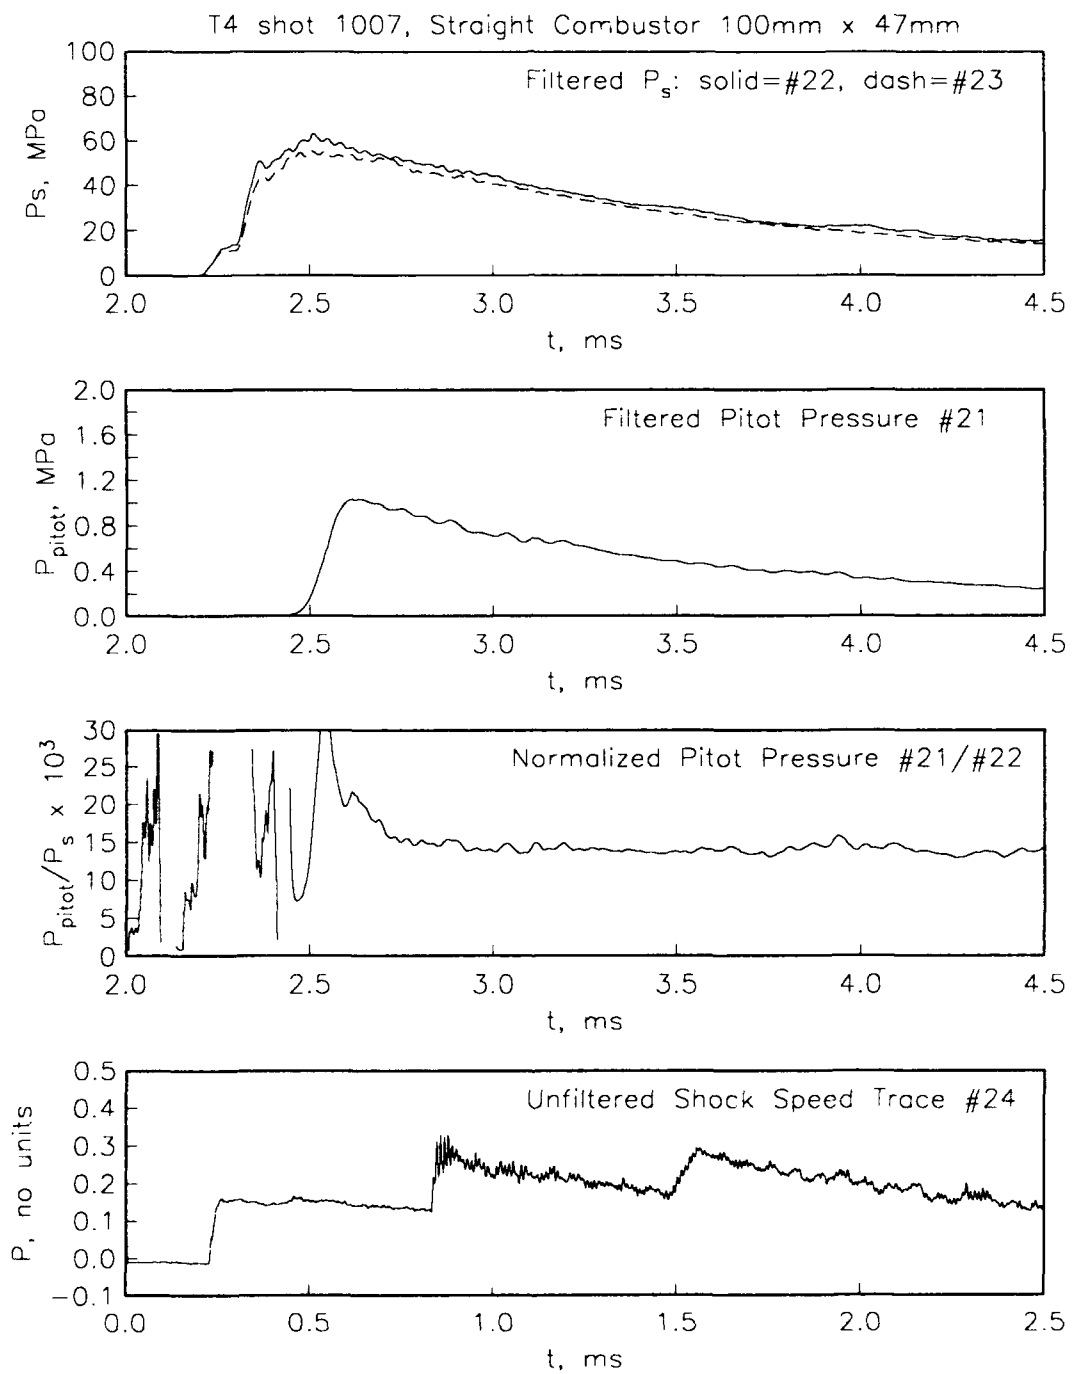 T4 shot 1007, Straight Combustor 100mm x 47mm
Filtered Ps: solid=#22, dash=#23
Ps, MPa
100
80
60
40
20
0
2.0 2.5 3.0 3.5 4.0 4.5
t, ms
Filtered Pitot Pressure #21
Ppitot, MPa
2.0
1.6
1.2
0.8
0.4
0.0
2.0 2.5 3.0 3.5 4.0 4.5
t, ms
Normalized Pitot Pressure #21/#22
Ppitot/Ps x 10³
30
25
20
15
10
5
0
2.0 2.5 3.0 3.5 4.0 4.5
t, ms
Unfiltered Shock Speed Trace #24
P, no units
0.5
0.4
0.3
0.2
0.1
0.0
−0.1
0.0 0.5 1.0 1.5 2.0 2.5
t, ms